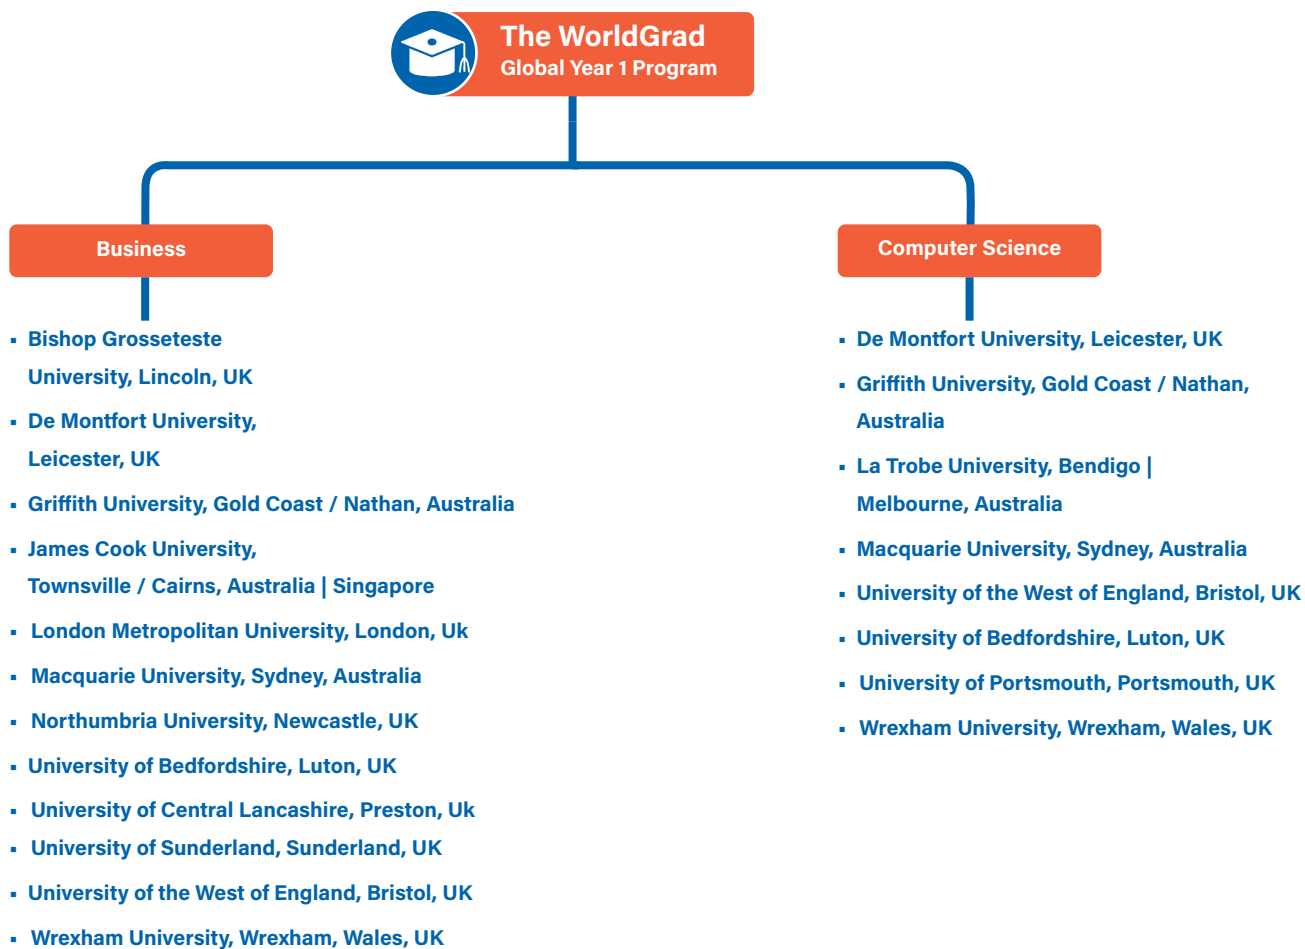 The WorldGrad
Global Year 1 Program
Business
▪ Bishop Grosseteste
University, Lincoln, UK
▪ De Montfort University,
Leicester, UK
▪ Griffith University, Gold Coast / Nathan, Australia
▪ James Cook University,
Townsville / Cairns, Australia | Singapore
▪ London Metropolitan University, London, Uk
▪ Macquarie University, Sydney, Australia
▪ Northumbria University, Newcastle, UK
▪ University of Bedfordshire, Luton, UK
▪ University of Central Lancashire, Preston, Uk
▪ University of Sunderland, Sunderland, UK
▪ University of the West of England, Bristol, UK
▪ Wrexham University, Wrexham, Wales, UK
Computer Science
▪ De Montfort University, Leicester, UK
▪ Griffith University, Gold Coast / Nathan,
Australia
▪ La Trobe University, Bendigo |
Melbourne, Australia
▪ Macquarie University, Sydney, Australia
▪ University of the West of England, Bristol, UK
▪ University of Bedfordshire, Luton, UK
▪ University of Portsmouth, Portsmouth, UK
▪ Wrexham University, Wrexham, Wales, UK